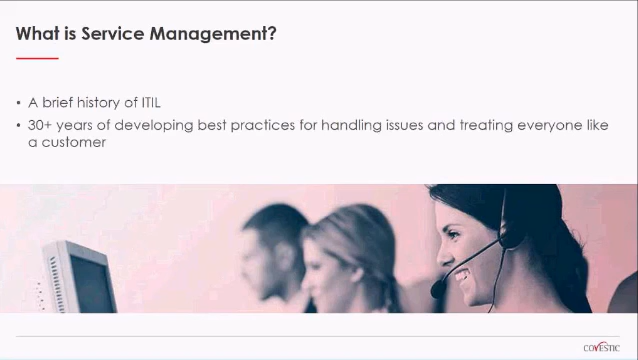 What is Service Management?
• A brief history of ITIL
• 30+ years of developing best practices for handling issues and treating everyone like
a customer
COVESTIC